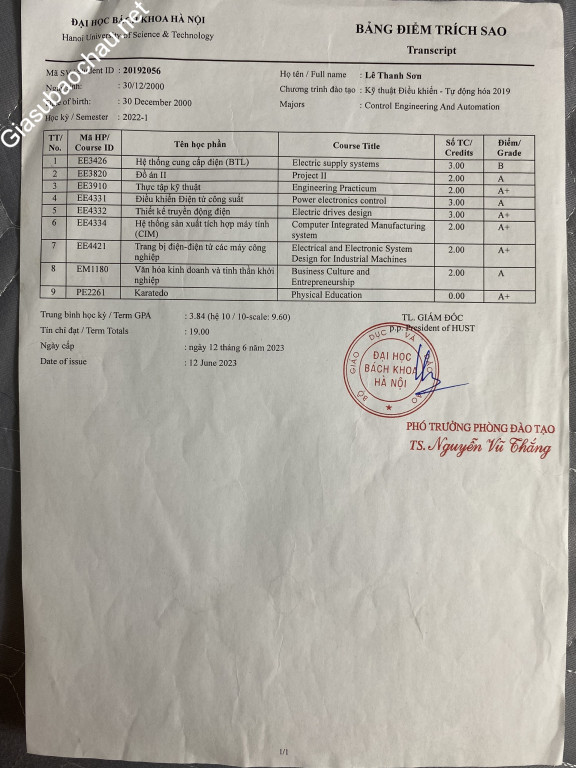 ĐẠI HỌC BÁCH KHOA HÀ NỘI
Hanoi University of Science & Technology
BẢNG ĐIỂM TRÍCH SAO
Transcript
Giasubaochau.net
Mã SV / Student ID : 20192056
Họ tên / Full name : Lê Thanh Sơn
: 30/12/2000
Chương trình đào tạo : Kỹ thuật Điều khiển - Tự động hóa 2019
of birth: : 30 December 2000
Majors : Control Engineering And Automation
Học kỳ / Semester : 2022-1
TT/ No. Mã HP/ Course ID Tên học phần Course Title Số TC/ Credits Điểm/ Grade
1 EE3426 Hệ thống cung cấp điện (BTL) Electric supply systems 3.00 B
2 EE3820 Đồ án II Project II 2.00 A
3 EE3910 Thực tập kỹ thuật Engineering Practicum 2.00 A+
4 EE4331 Điều khiển Điện tử công suất Power electronics control 3.00 A
5 EE4332 Thiết kế truyền động điện Electric drives design 3.00 A+
6 EE4334 Hệ thống sản xuất tích hợp máy tính (CIM) Computer Integrated Manufacturing system 2.00 A+
7 EE4421 Trang bị điện-điện tử các máy công nghiệp Electrical and Electronic System Design for Industrial Machines 2.00 A+
8 EM1180 Văn hóa kinh doanh và tinh thần khởi nghiệp Business Culture and Entrepreneurship 2.00 A
9 PE2261 Karatedo Physical Education 0.00 A+
Trung bình học kỳ / Term GPA : 3.84 (hệ 10 / 10-scale: 9.60)
Tín chỉ đạt / Term Totals : 19.00
Ngày cấp : ngày 12 tháng 6 năm 2023
Date of issue : 12 June 2023
TL. GIÁM ĐỐC
p.p. President of HUST
BỘ GIÁO DỤC VÀ ĐÀO TẠO
ĐẠI HỌC
BÁCH KHOA
HÀ NỘI
PHÓ TRƯỞNG PHÒNG ĐÀO TẠO
TS. Nguyễn Vũ Thắng
1/1